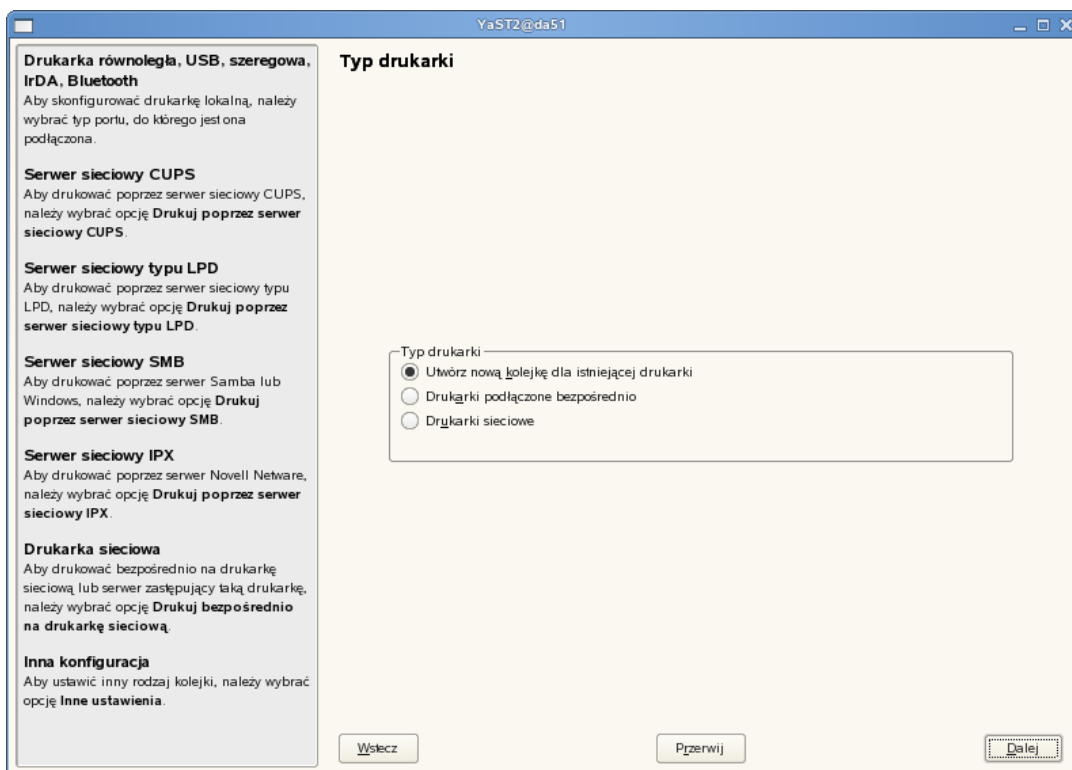 YaST2@da51
Drukarka równoległa, USB, szeregowa,
IrDA, Bluetooth
Aby skonfigurować drukarkę lokalną, należy
wybrać typ portu, do którego jest ona
podłączona.
Serwer sieciowy CUPS
Aby drukować poprzez serwer sieciowy CUPS,
należy wybrać opcję Drukuj poprzez serwer
sieciowy CUPS.
Serwer sieciowy typu LPD
Aby drukować poprzez serwer sieciowy typu
LPD, należy wybrać opcję Drukuj poprzez
serwer sieciowy typu LPD.
Serwer sieciowy SMB
Aby drukować poprzez serwer Samba lub
Windows, należy wybrać opcję Drukuj
poprzez serwer sieciowy SMB.
Serwer sieciowy IPX
Aby drukować poprzez serwer Novell Netware,
należy wybrać opcję Drukuj poprzez serwer
sieciowy IPX.
Drukarka sieciowa
Aby drukować bezpośrednio na drukarkę
sieciową lub serwer zastępujący taką drukarkę,
należy wybrać opcję Drukuj bezpośrednio
na drukarkę sieciową.
Inna konfiguracja
Aby ustawić inny rodzaj kolejki, należy wybrać
opcję Inne ustawienia.
Typ drukarki
Typ drukarki
Utwórz nową kolejkę dla istniejącej drukarki
Drukarki podłączone bezpośrednio
Drukarki sieciowe
Wstecz
Przerwij
Dalej